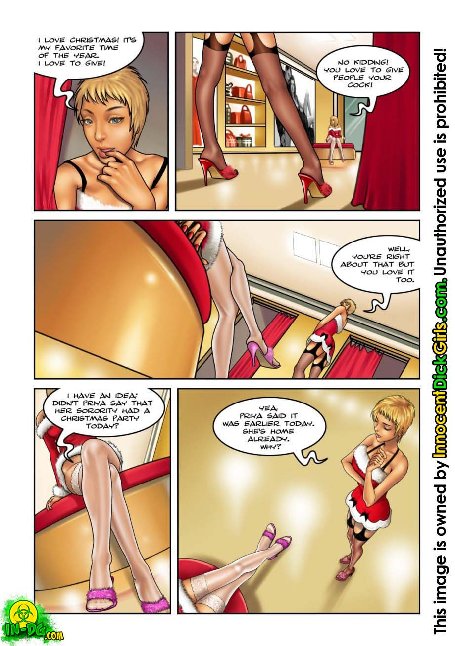 I LOVE CHRISTMAS! IT'S
MY FAVORITE TIME
OF THE YEAR.
I LOVE TO GIVE!
NO KIDDING!
YOU LOVE TO GIVE
PEOPLE YOUR
COCK!
WELL,
YOU'RE RIGHT
ABOUT THAT BUT
YOU LOVE IT
TOO.
I HAVE AN IDEA;
DIDN'T PRIYA SAY THAT
HER SORORITY HAD A
CHRISTMAS PARTY
TODAY?
YEA,
PRIYA SAID IT
WAS EARLIER TODAY.
SHE'S HOME
ALREADY.
WHY?
IN-DG.COM
This image is owned by InnocentDickGirls.com. Unauthorized use is prohibited!